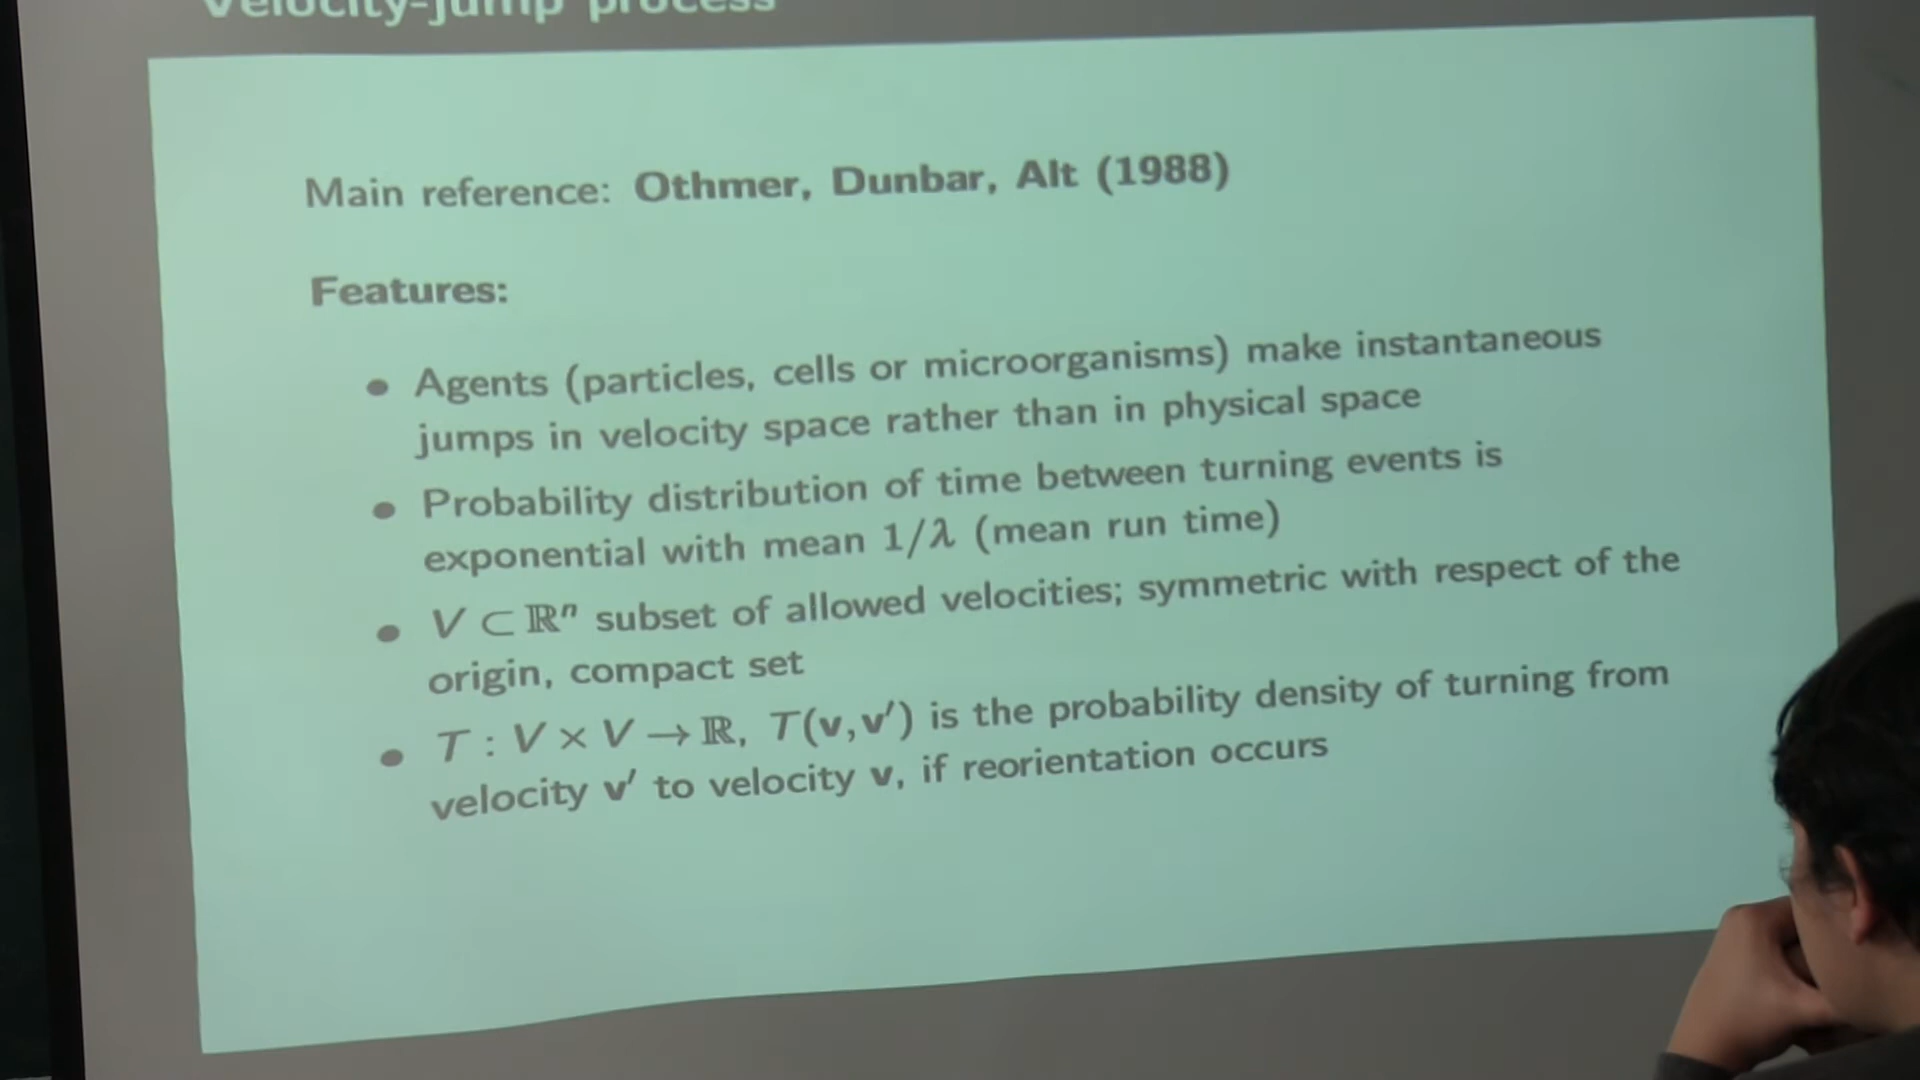 Velocity-jump process
Main reference: Othmer, Dunbar, Alt (1988)
Features:
• Agents (particles, cells or microorganisms) make instantaneous
jumps in velocity space rather than in physical space
• Probability distribution of time between turning events is
exponential with mean 1/λ (mean run time)
• V ⊂ ℝⁿ subset of allowed velocities; symmetric with respect of the
origin, compact set
• T : V × V → ℝ, T(v,v′) is the probability density of turning from
velocity v′ to velocity v, if reorientation occurs